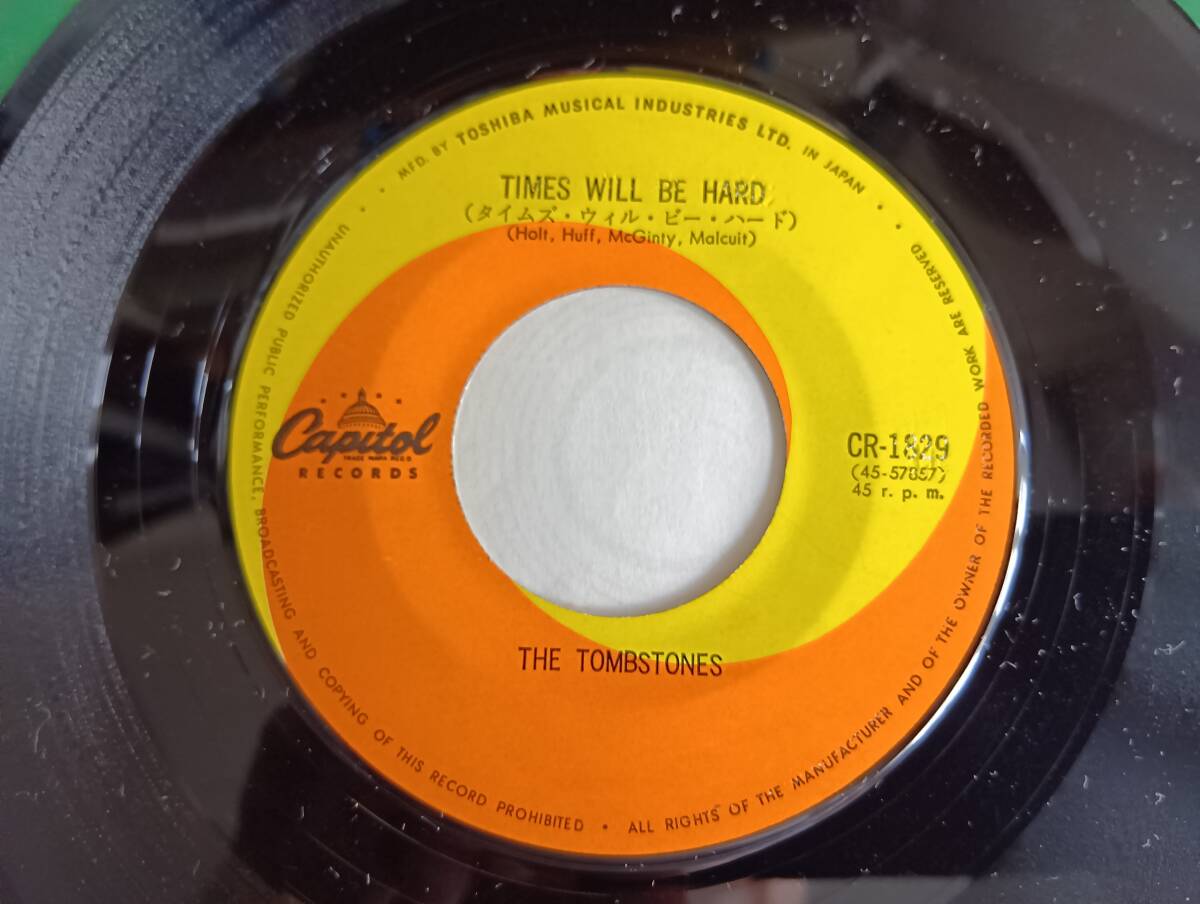 MFD. BY TOSHIBA MUSICAL INDUSTRIES LTD. IN JAPAN
TIMES WILL BE HARD
(タイムズ・ウィル・ビー・ハード)
(Holt, Huff, McGinty, Malcuit)
Capitol
TRADE MARK REG.
RECORDS
CR-1829
(45-57857)
45 r. p. m.
THE TOMBSTONES
UNAUTHORIZED PUBLIC PERFORMANCE, BROADCASTING AND COPYING OF THIS RECORD PROHIBITED • ALL RIGHTS OF THE MANUFACTURER AND OF THE OWNER OF THE RECORDED WORK ARE RESERVED